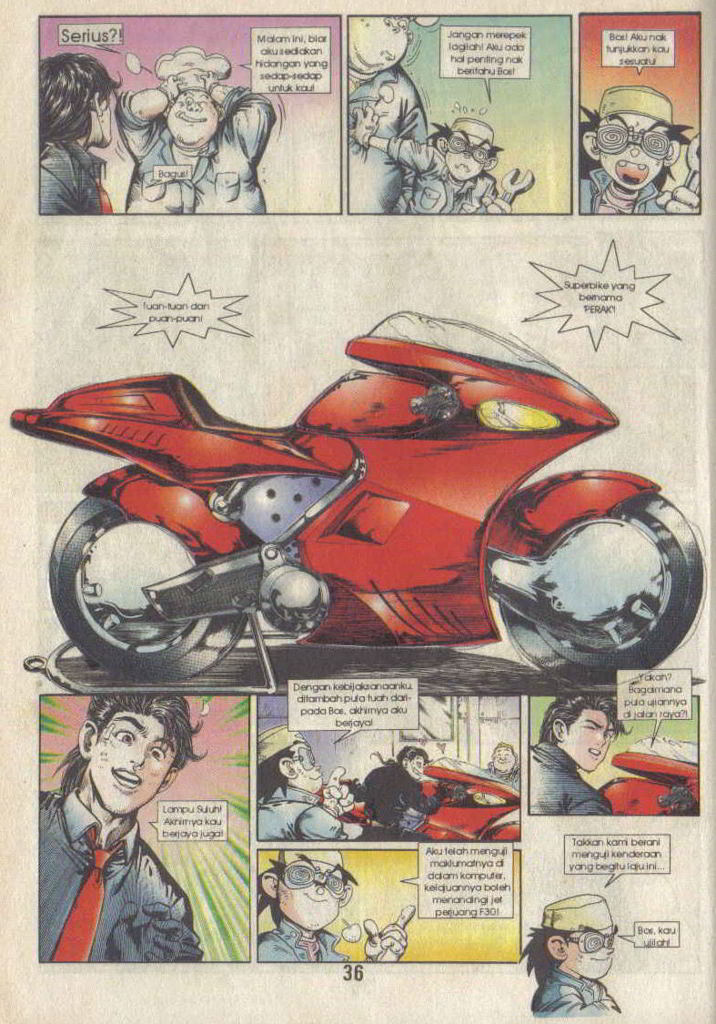 Serius?!
Malam ini, biar
aku sediakan
hidangan yang
sedap-sedap
untuk kau!
Bagus!
Jangan merepek
lagilah! Aku ada
hal penting nak
beritahu Bos!
Bos! Aku nak
tunjukkan kau
sesuatu!
Tuan-tuan dan
puan-puan!
Superbike yang
bernama
'PERAK'!
Lampu Suluh!
Akhirnya kau
berjaya juga!
Dengan kebijaksanaanku,
ditambah pula tuah dari-
pada Bos, akhirnya aku
berjaya!
Yakah?
Bagaimana
pula ujiannya
di jalan raya?!
Aku telah menguji
maklumatnya di
dalam komputer,
kelajuannya boleh
menandingi jet
perjuang F30!
Takkan kami berani
menguji kenderaan
yang begitu laju ini...
Bos, kau
ujilah!
36